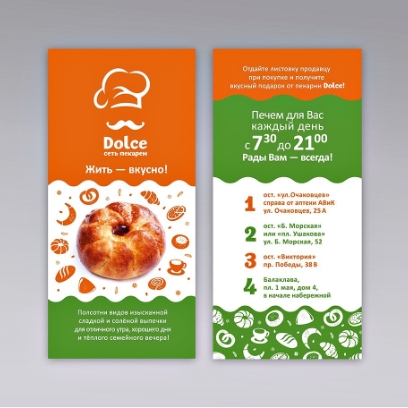 Dolce
сеть пекарен
Жить — вкусно!
Полсотни видов изысканной
сладкой и солёной выпечки
для отличного утра, хорошего дня
и тёплого семейного вечера!
Отдайте листовку продавцу
при покупке и получите
вкусный подарок от пекарни Dolce!
Печем для Вас
каждый день
с 7 30 до 21 00
Рады Вам — всегда!
1 ост. «ул.Очаковцев»
справа от аптеки АВиК
ул. Очаковцев, 25 А
2 ост. «Б. Морская»
или «пл. Ушакова»
ул. Б. Морская, 52
3 ост. «Виктория»
пр. Победы, 38 В
4 Балаклава,
пл. 1 мая, дом 4,
в начале набережной